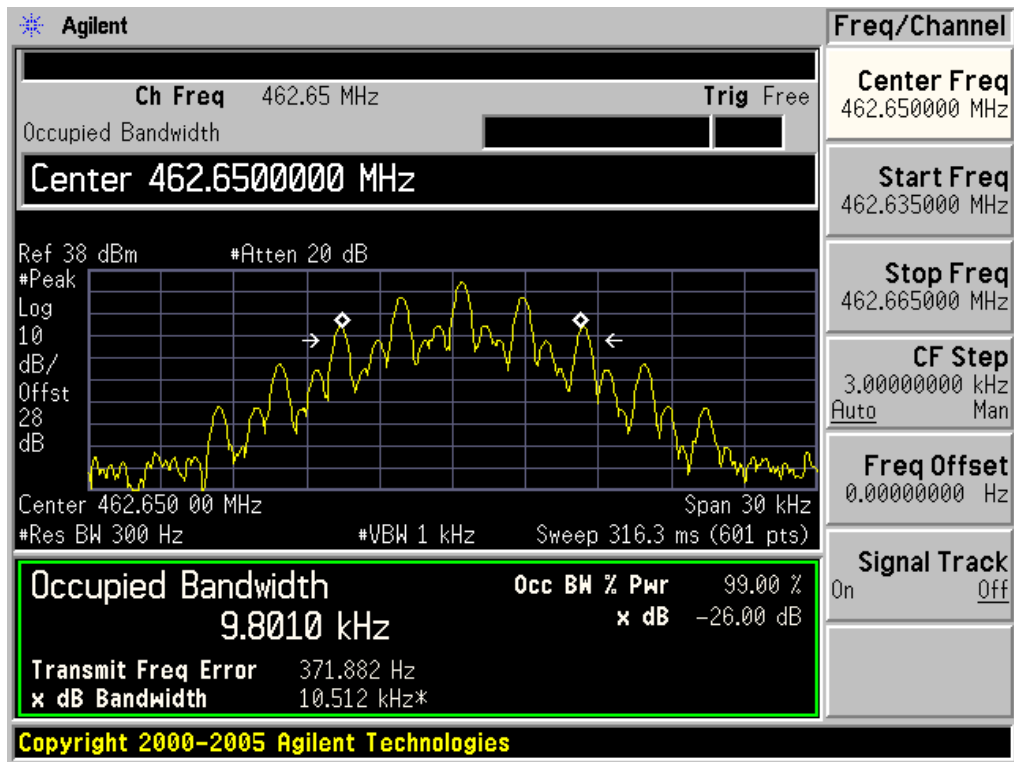 Agilent
Freq/Channel
Ch Freq 462.65 MHz Trig Free
Occupied Bandwidth
Center 462.6500000 MHz
Ref 38 dBm #Atten 20 dB
#Peak
Log
10
dB/
Offst
28
dB
Center 462.650 00 MHz Span 30 kHz
#Res BW 300 Hz #VBW 1 kHz Sweep 316.3 ms (601 pts)
Occupied Bandwidth
9.8010 kHz
Occ BW % Pwr 99.00 %
x dB -26.00 dB
Transmit Freq Error 371.882 Hz
x dB Bandwidth 10.512 kHz*
Center Freq
462.650000 MHz
Start Freq
462.635000 MHz
Stop Freq
462.665000 MHz
CF Step
3.00000000 kHz
Auto Man
Freq Offset
0.00000000 Hz
Signal Track
On Off
Copyright 2000-2005 Agilent Technologies